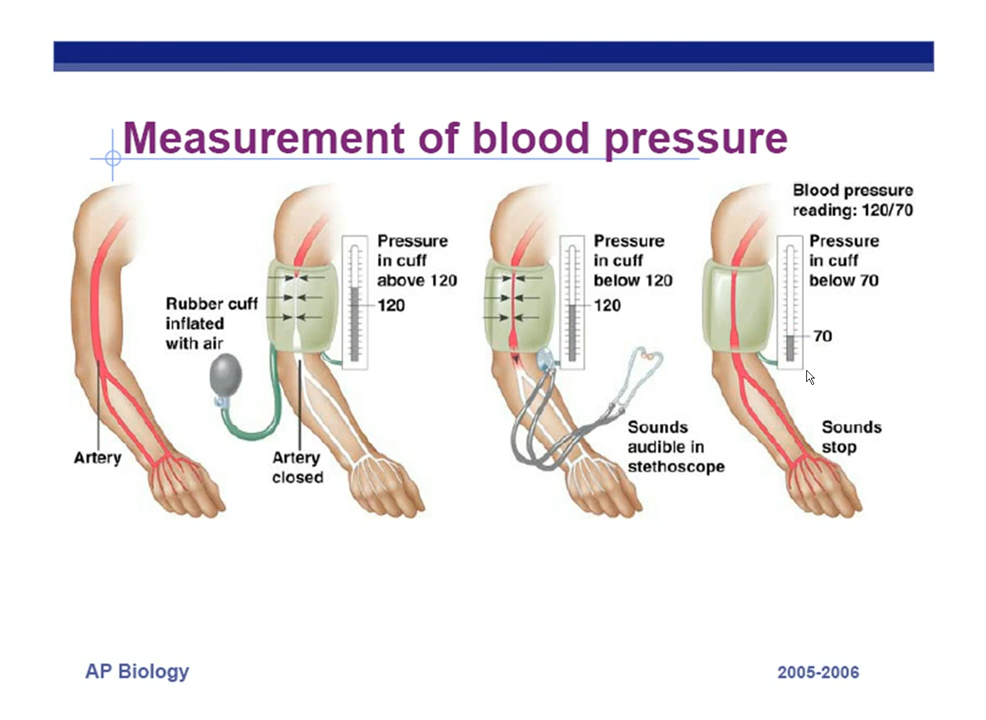 Measurement of blood pressure
Artery
Rubber cuff
inflated
with air
Pressure
in cuff
above 120
120
Artery
closed
Pressure
in cuff
below 120
120
Sounds
audible in
stethoscope
Blood pressure
reading: 120/70
Pressure
in cuff
below 70
70
Sounds
stop
AP Biology
2005-2006